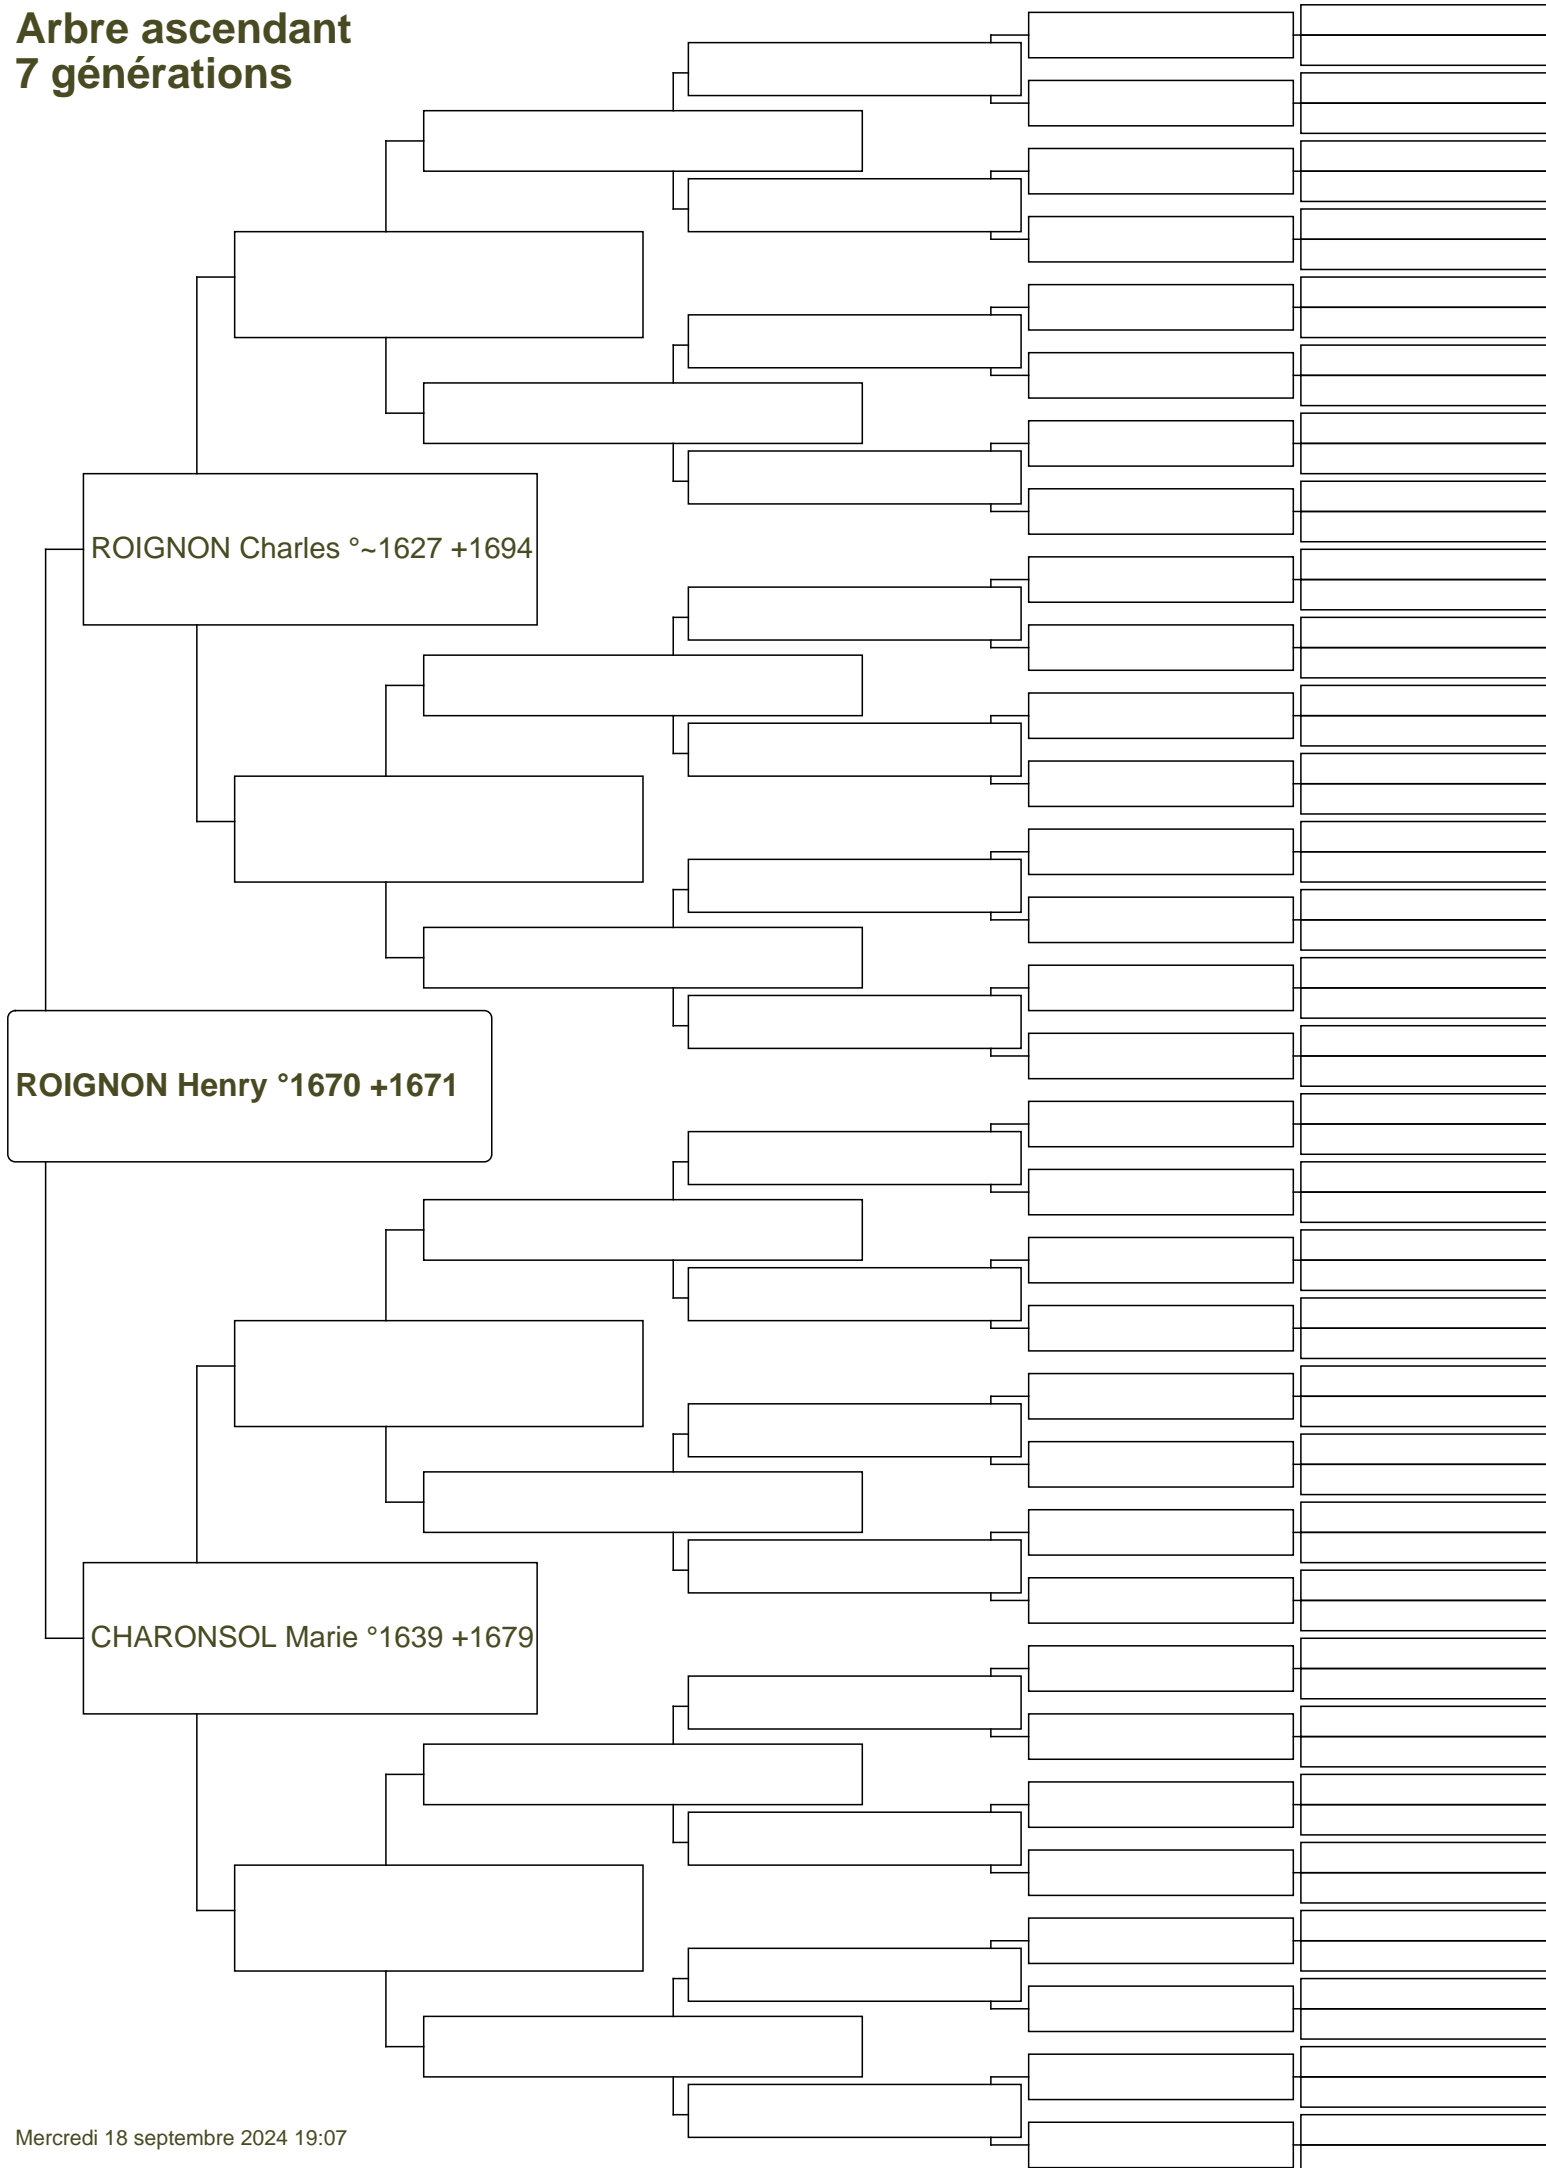 Arbre ascendant
7 générations
ROIGNON Charles °~1627 +1694
ROIGNON Henry °1670 +1671
CHARONSOL Marie °1639 +1679
Mercredi 18 septembre 2024 19:07